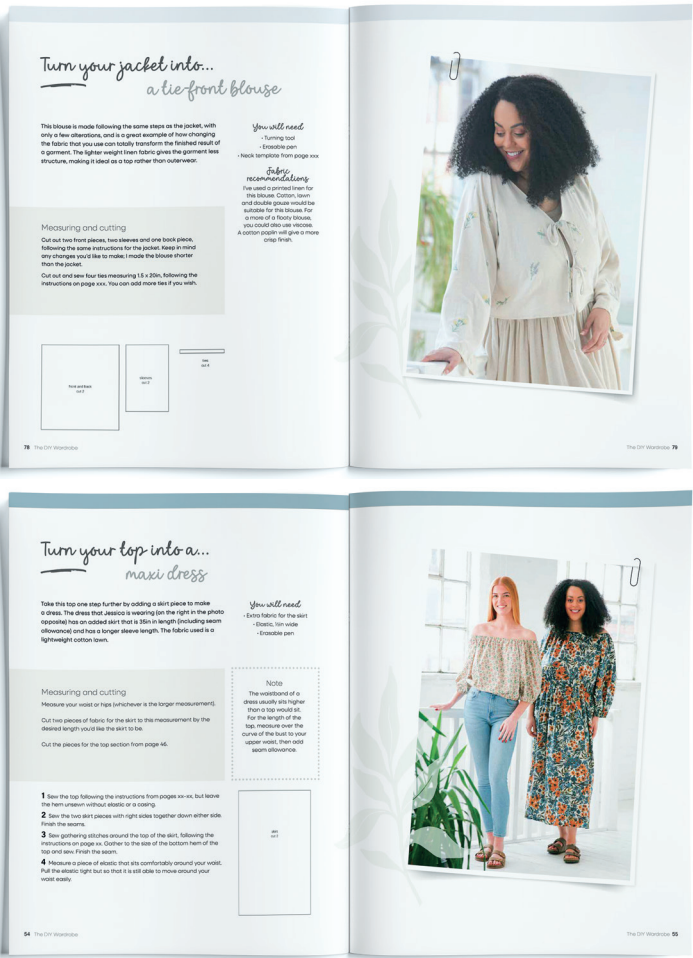 Turn your jacket into...
a tie-front blouse
This blouse is made following the same steps as the jacket, with
only a few alterations, and is a great example of how changing
the fabric that you use can totally transform the finished result of
a garment. The lighter weight linen fabric gives the garment less
structure, making it ideal as a top rather than outerwear.
You will need
• Turning tool
• Erasable pen
• Neck template from page xxx
Fabric
recommendations
I've used a printed linen for
this blouse. Cotton, lawn
and double gauze would be
suitable for this blouse. For
a more of a floaty blouse,
you could also use viscose.
A cotton poplin will give a more
crisp finish.
Measuring and cutting
Cut out two front pieces, two sleeves and one back piece,
following the same instructions for the jacket. Keep in mind
any changes you'd like to make; I made the blouse shorter
than the jacket.
Cut out and sew four ties measuring 1.5 x 20in, following the
instructions on page xxx. You can add more ties if you wish.
front and back
cut 2
sleeves
cut 2
ties
cut 4
78 The DIY Wardrobe
The DIY Wardrobe 79
Turn your top into a...
maxi dress
Take this top one step further by adding a skirt piece to make
a dress. The dress that Jessica is wearing (on the right in the photo
opposite) has an added skirt that is 35in in length (including seam
allowance) and has a longer sleeve length. The fabric used is a
lightweight cotton lawn.
You will need
• Extra fabric for the skirt
• Elastic, ½in wide
• Erasable pen
Measuring and cutting
Measure your waist or hips (whichever is the larger measurement).
Cut two pieces of fabric for the skirt to this measurement by the
desired length you'd like the skirt to be.
Cut the pieces for the top section from page 46.
Note
The waistband of a
dress usually sits higher
than a top would sit.
For the length of the
top, measure over the
curve of the bust to your
upper waist, then add
seam allowance.
1 Sew the top following the instructions from pages xx-xx, but leave
the hem unsewn without elastic or a casing.
2 Sew the two skirt pieces with right sides together down either side.
Finish the seams.
3 Sew gathering stitches around the top of the skirt, following the
instructions on page xx. Gather to the size of the bottom hem of the
top and sew. Finish the seam.
4 Measure a piece of elastic that sits comfortably around your waist.
Pull the elastic tight but so that it is still able to move around your
waist easily.
skirt
cut 2
54 The DIY Wardrobe
The DIY Wardrobe 55